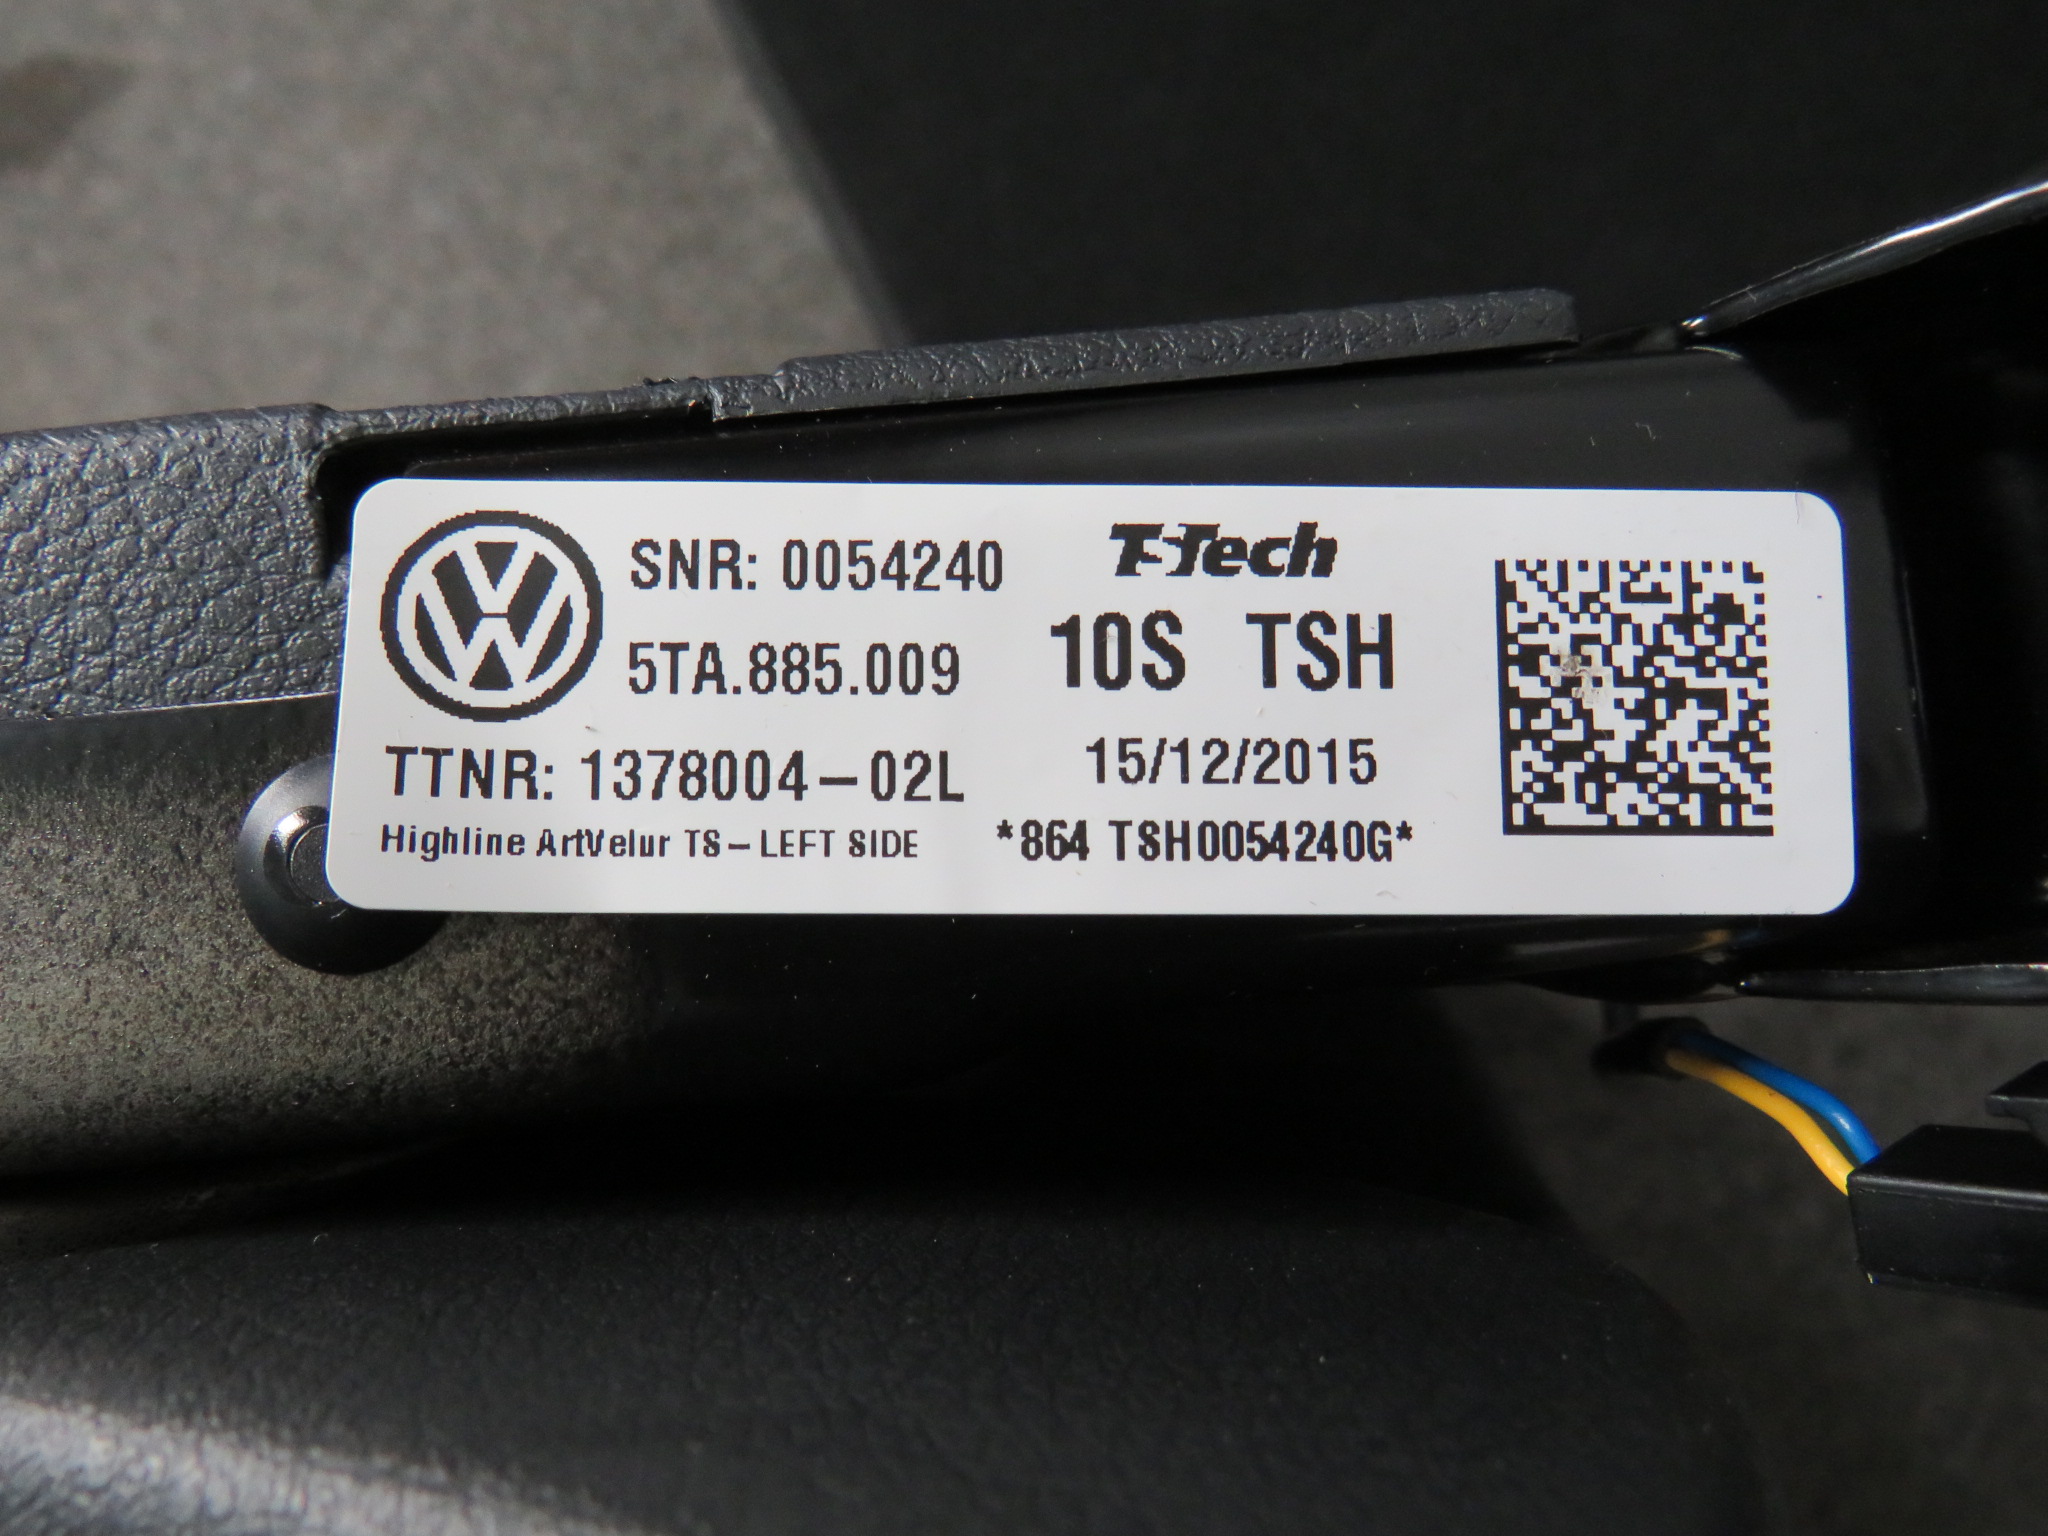 SNR: 0054240
TS Tech
5TA.885.009
10S TSH
TTNR: 1378004-02L
15/12/2015
Highline ArtVelur TS-LEFT SIDE
*864 TSH0054240G*